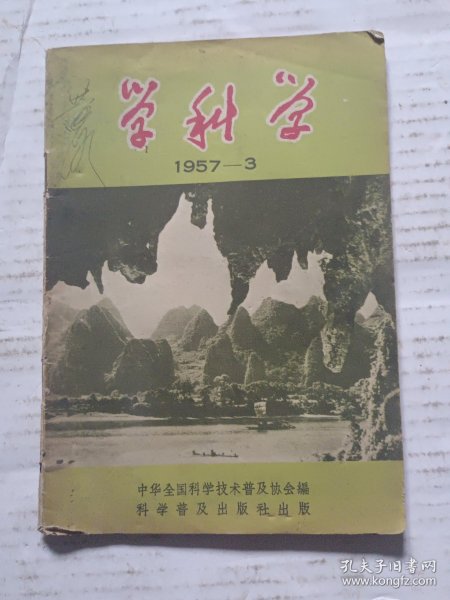 学科学
1957—3
中华全国科学技术普及协会編
科学普及出版社出版
孔夫子旧书网
www.kongfz.com